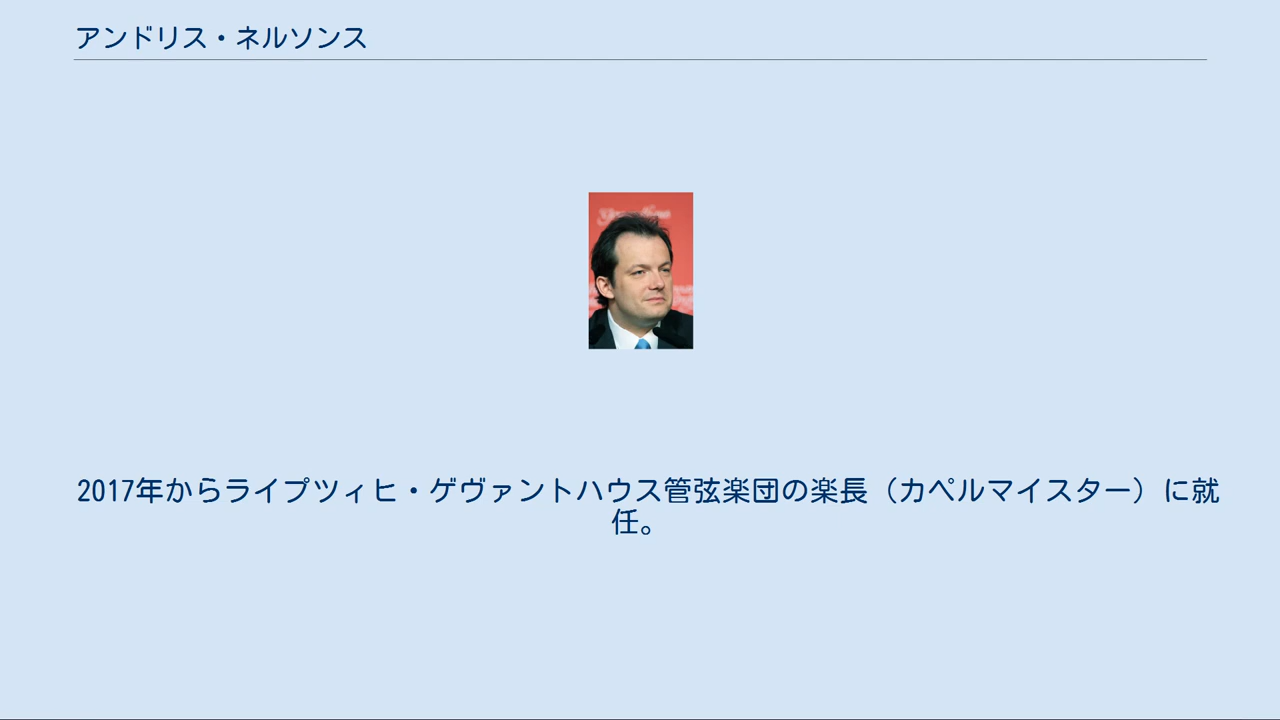 アンドリス・ネルソンス
2017年からライプツィヒ・ゲヴァントハウス管弦楽団の楽長（カペルマイスター）に就
任。